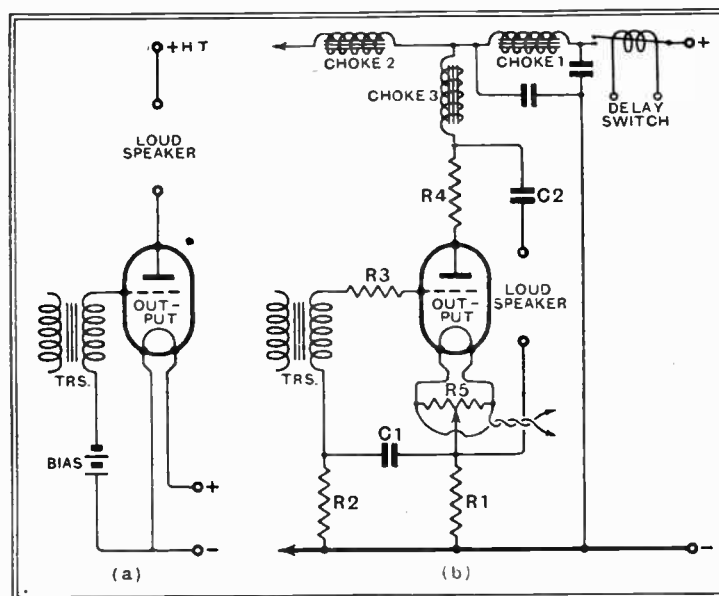 +HT
LOUD
SPEAKER
OUT-
PUT
TRS.
BIAS
+
−
(a)
CHOKE 2
CHOKE 1
+
CHOKE 3
DELAY
SWITCH
R4
C2
R3
LOUD
SPEAKER
OUT-
PUT
TRS.
R5
C1
R2
R1
−
(b)